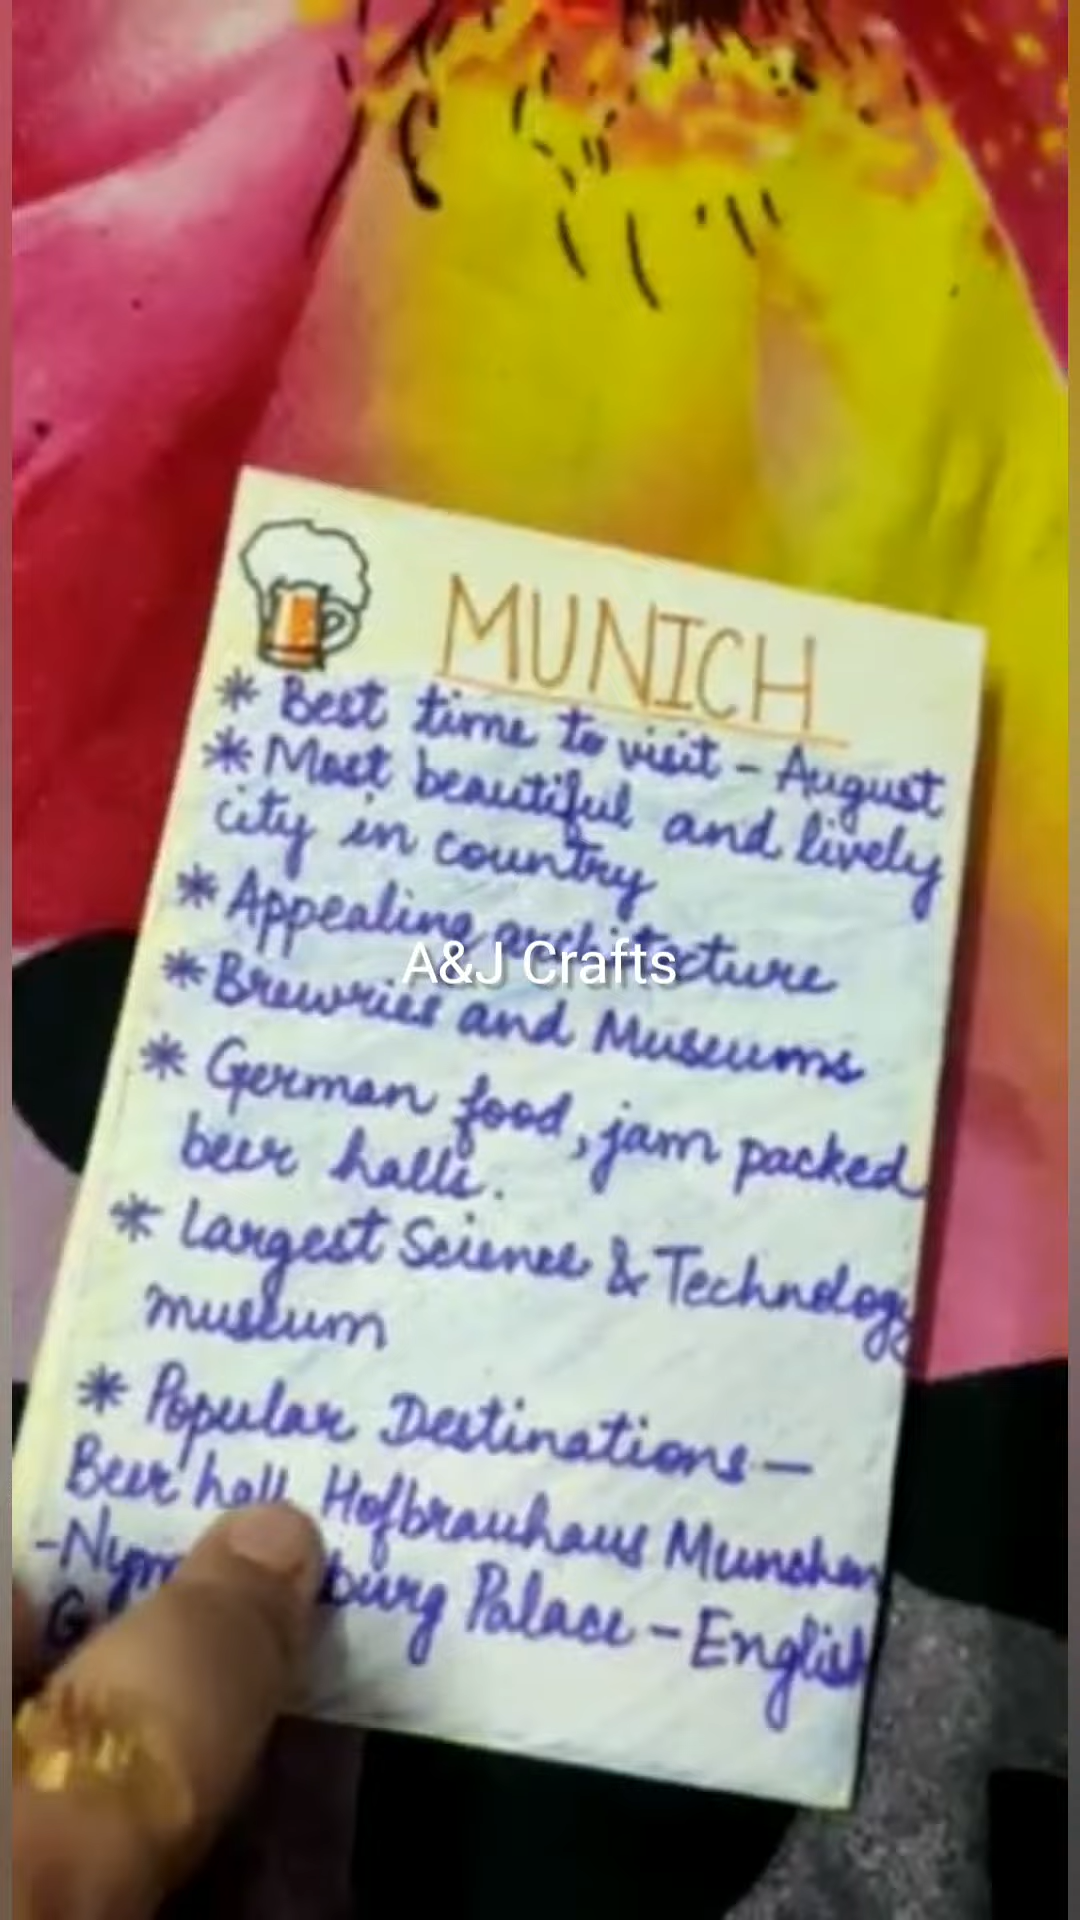 MUNICH
* Best time to visit - August
* Most beautiful and lively
city in country
* Appealing architecture
A&J Crafts
* Brewries and Museums
* German food, jam packed
beer halls.
* Largest Science & Technology
museum
* Popular Destinations —
Beer hall Hofbrauhaus Munchen
- Palace - English